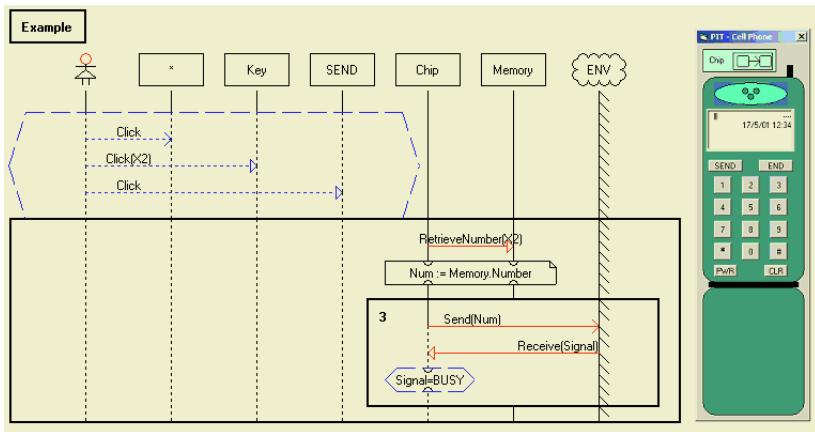 Example
*
Key
SEND
Chip
Memory
ENV
Click
Click(X2)
Click
RetrieveNumber(X2)
Num := Memory.Number
3
Send(Num)
Receive(Signal)
Signal=BUSY
PIT - Cell Phone
Chip
17/5/01 12:34
SEND END
1 2 3
4 5 6
7 8 9
* 0 #
PWR CLR